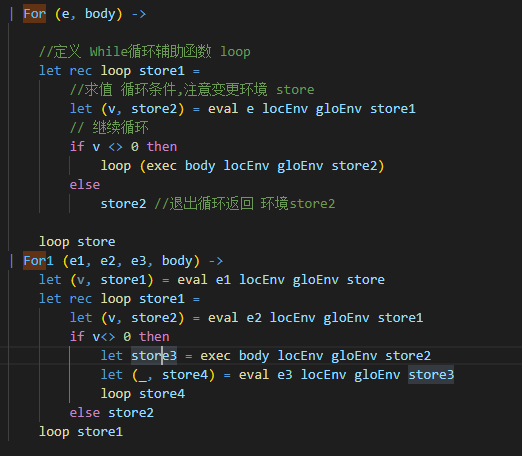 | For (e, body) ->
//定义 While循环辅助函数 loop
let rec loop store1 =
//求值 循环条件,注意变更环境 store
let (v, store2) = eval e locEnv gloEnv store1
// 继续循环
if v <> 0 then
loop (exec body locEnv gloEnv store2)
else
store2 //退出循环返回 环境store2
loop store
| For1 (e1, e2, e3, body) ->
let (v, store1) = eval e1 locEnv gloEnv store
let rec loop store1 =
let (v, store2) = eval e2 locEnv gloEnv store1
if v<> 0 then
let store3 = exec body locEnv gloEnv store2
let (_, store4) = eval e3 locEnv gloEnv store3
loop store4
else store2
loop store1